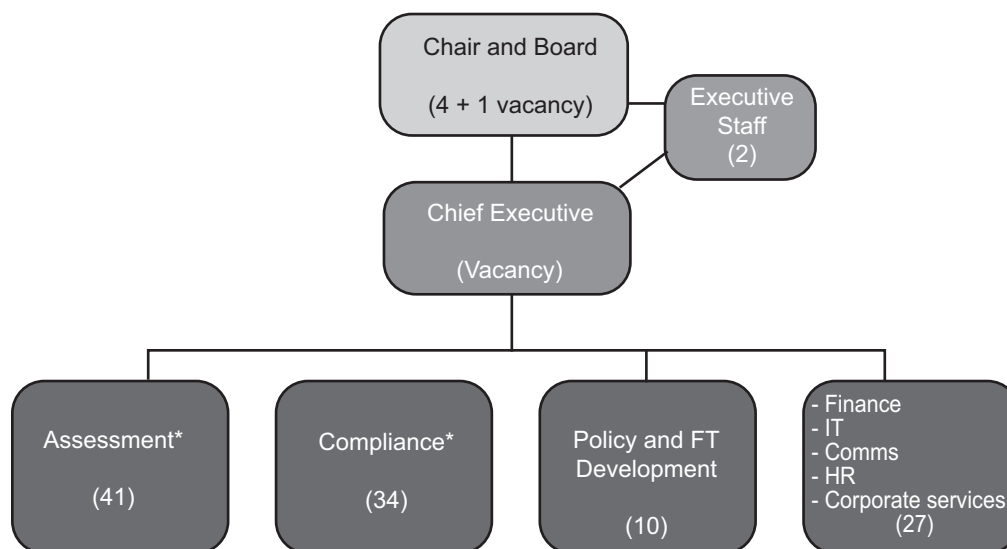 Chair and Board
(4 + 1 vacancy)
Executive
Staff
(2)
Chief Executive
(Vacancy)
Assessment*
(41)
Compliance*
(34)
Policy and FT
Development
(10)
- Finance
- IT
- Comms
- HR
- Corporate services
(27)